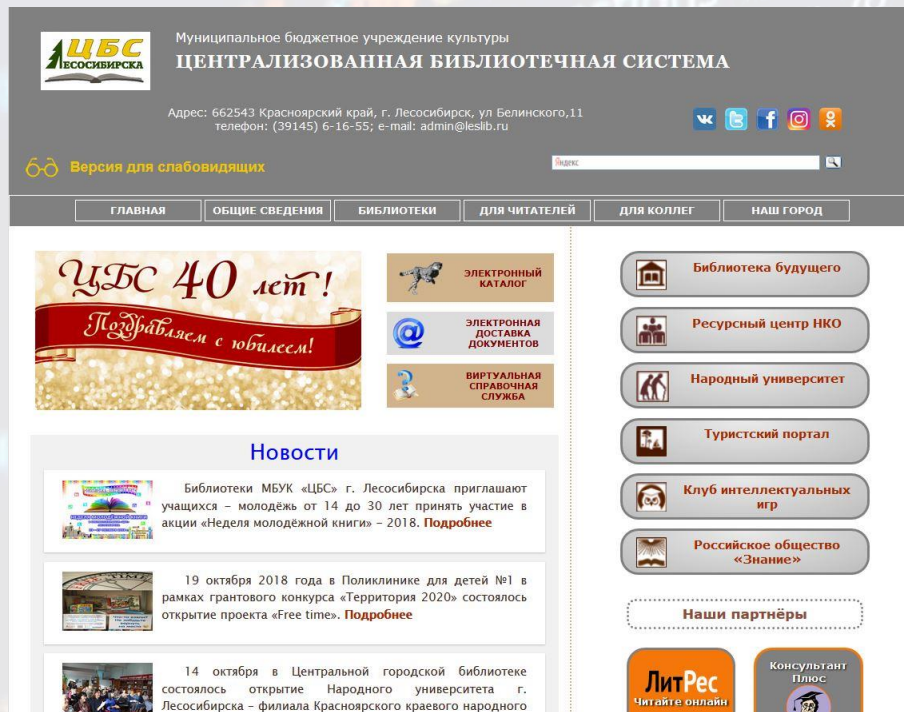 ЦБС
ЛЕСОСИБИРСКА
Муниципальное бюджетное учреждение культуры
ЦЕНТРАЛИЗОВАННАЯ БИБЛИОТЕЧНАЯ СИСТЕМА
Адрес: 662543 Красноярский край, г. Лесосибирск, ул Белинского,11
телефон: (39145) 6-16-55; e-mail: admin@leslib.ru
Версия для слабовидящих
Яндекс
ГЛАВНАЯ
ОБЩИЕ СВЕДЕНИЯ
БИБЛИОТЕКИ
ДЛЯ ЧИТАТЕЛЕЙ
ДЛЯ КОЛЛЕГ
НАШ ГОРОД
ЦБС 40 лет!
Поздравляем с юбилеем!
ЭЛЕКТРОННЫЙ
КАТАЛОГ
ЭЛЕКТРОННАЯ
ДОСТАВКА
ДОКУМЕНТОВ
ВИРТУАЛЬНАЯ
СПРАВОЧНАЯ
СЛУЖБА
Новости
Библиотеки МБУК «ЦБС» г. Лесосибирска приглашают
учащихся – молодёжь от 14 до 30 лет принять участие в
акции «Неделя молодёжной книги» – 2018. Подробнее
19 октября 2018 года в Поликлинике для детей №1 в
рамках грантового конкурса «Территория 2020» состоялось
открытие проекта «Free time». Подробнее
14 октября в Центральной городской библиотеке
состоялось открытие Народного университета г.
Лесосибирска – филиала Красноярского краевого народного
Библиотека будущего
Ресурсный центр НКО
Народный университет
Туристский портал
Клуб интеллектуальных
игр
Российское общество
«Знание»
Наши партнёры
ЛитРес
Читайте онлайн
Консультант
Плюс